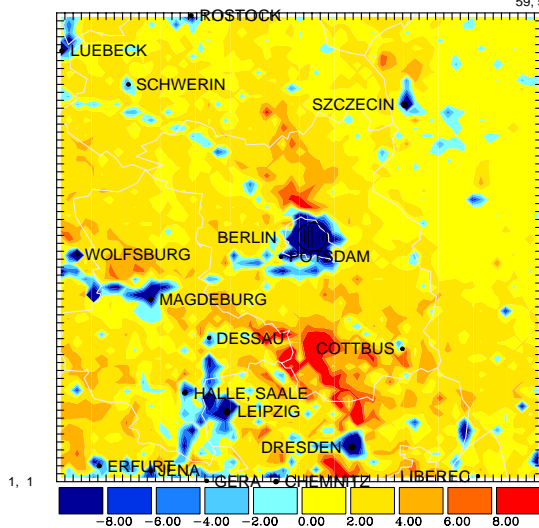 59, 5
ROSTOCK
LUEBECK
SCHWERIN
SZCZECIN
BERLIN
WOLFSBURG
POTSDAM
MAGDEBURG
DESSAU
COTTBUS
HALLE, SAALE
LEIPZIG
DRESDEN
ERFURT
JENA
LIBEREC
1, 1
GERA
CHEMNITZ
-8.00 -6.00 -4.00 -2.00 0.00 2.00 4.00 6.00 8.00